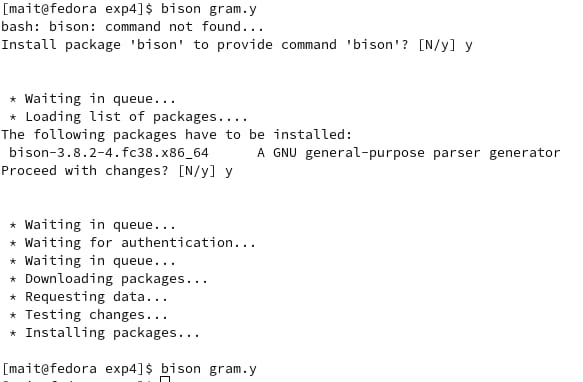 [mait@fedora exp4]$ bison gram.y
bash: bison: command not found...
Install package 'bison' to provide command 'bison'? [N/y] y
* Waiting in queue...
* Loading list of packages....
The following packages have to be installed:
bison-3.8.2-4.fc38.x86_64 A GNU general-purpose parser generator
Proceed with changes? [N/y] y
* Waiting in queue...
* Waiting for authentication...
* Waiting in queue...
* Downloading packages...
* Requesting data...
* Testing changes...
* Installing packages...
[mait@fedora exp4]$ bison gram.y